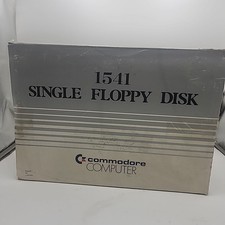 1541
SINGLE FLOPPY DISK
commodore
COMPUTER